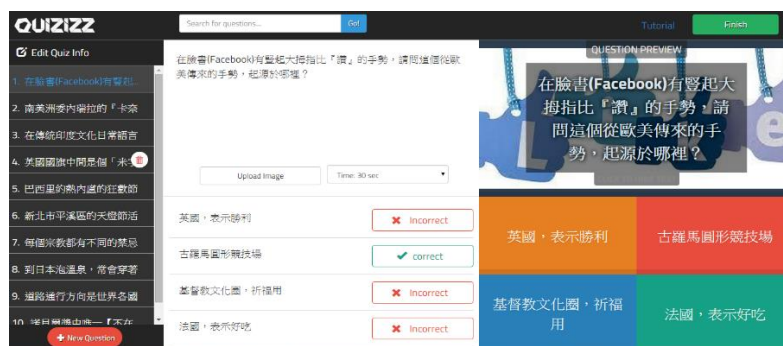 QUIZIZZ
Search for questions...
Go!
Tutorial
Finish
Edit Quiz Info
1. 在臉書(Facebook)有豎起..
2. 南美洲委內瑞拉的『卡奈
3. 在傳統印度文化日常語言
4. 英國國旗中間是個「米字
5. 巴西里約熱內盧的狂歡節
6. 新北市平溪區的天燈節活
7. 每個宗教都有不同的禁忌
8. 到日本泡溫泉，常會穿著
9. 道路通行方向是世界各國
10. 諾貝爾獎中唯一【不在
+ New Question
在臉書(Facebook)有豎起大拇指比『讚』的手勢，請問這個從歐
美傳來的手勢，起源於哪裡？
Upload Image
Time: 30 sec
英國，表示勝利
Incorrect
古羅馬圓形競技場
correct
基督教文化圈，祈福用
Incorrect
法國，表示好吃
Incorrect
QUESTION PREVIEW
在臉書(Facebook)有豎起大
拇指比『讚』的手勢，請
問這個從歐美傳來的手
勢，起源於哪裡？
英國，表示勝利
古羅馬圓形競技場
基督教文化圈，祈福
用
法國，表示好吃